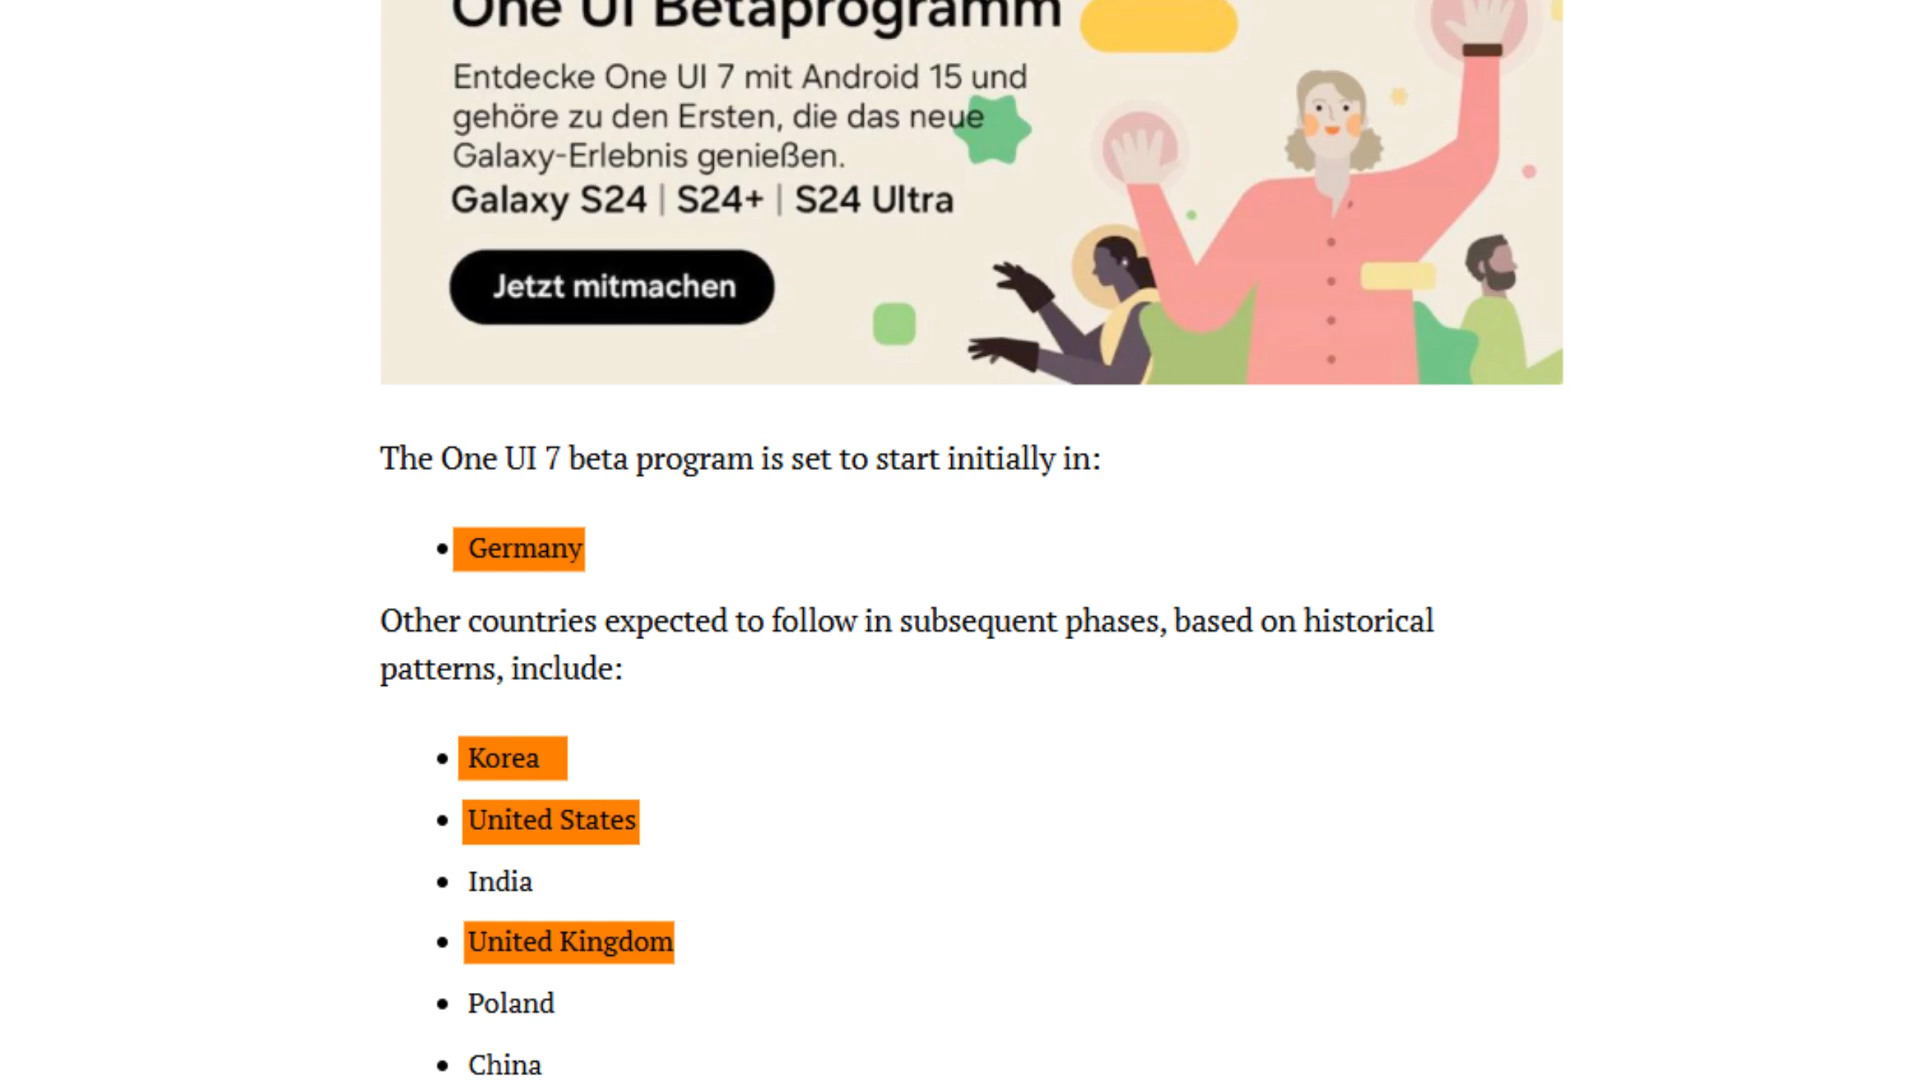 One UI Betaprogramm
Entdecke One UI 7 mit Android 15 und
gehöre zu den Ersten, die das neue
Galaxy-Erlebnis genießen.
Galaxy S24 | S24+ | S24 Ultra
Jetzt mitmachen
The One UI 7 beta program is set to start initially in:
• Germany
Other countries expected to follow in subsequent phases, based on historical
patterns, include:
• Korea
• United States
• India
• United Kingdom
• Poland
• China